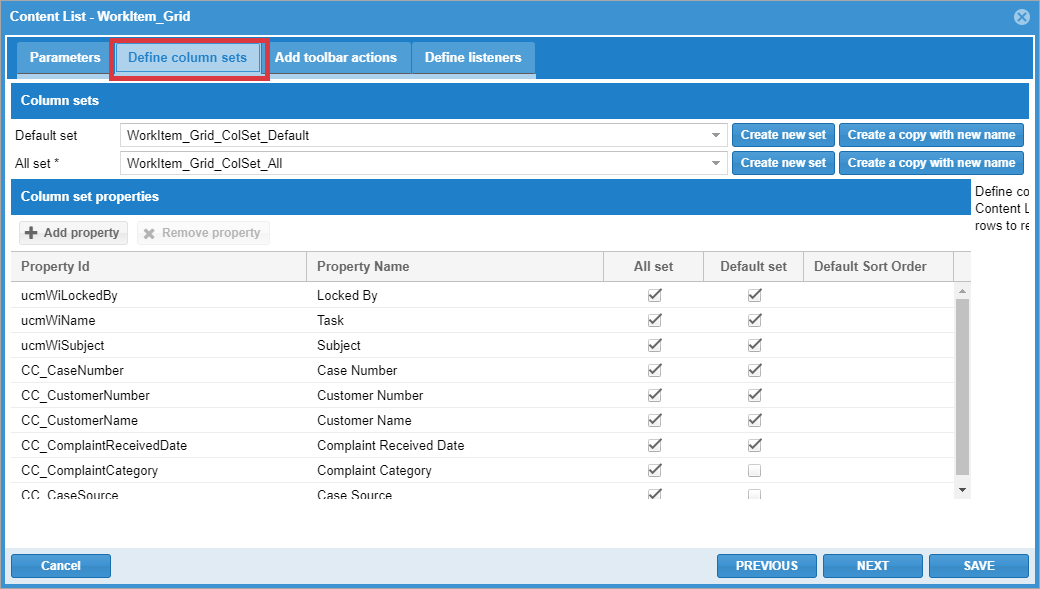 Content List - WorkItem_Grid
Parameters Define column sets Add toolbar actions Define listeners
Column sets
Default set WorkItem_Grid_ColSet_Default Create new set Create a copy with new name
All set * WorkItem_Grid_ColSet_All Create new set Create a copy with new name
Column set properties
Define co
Content L
rows to re
Add property Remove property
Property Id Property Name All set Default set Default Sort Order
ucmWiLockedBy Locked By
ucmWiName Task
ucmWiSubject Subject
CC_CaseNumber Case Number
CC_CustomerNumber Customer Number
CC_CustomerName Customer Name
CC_ComplaintReceivedDate Complaint Received Date
CC_ComplaintCategory Complaint Category
CC_CaseSource Case Source
Cancel PREVIOUS NEXT SAVE